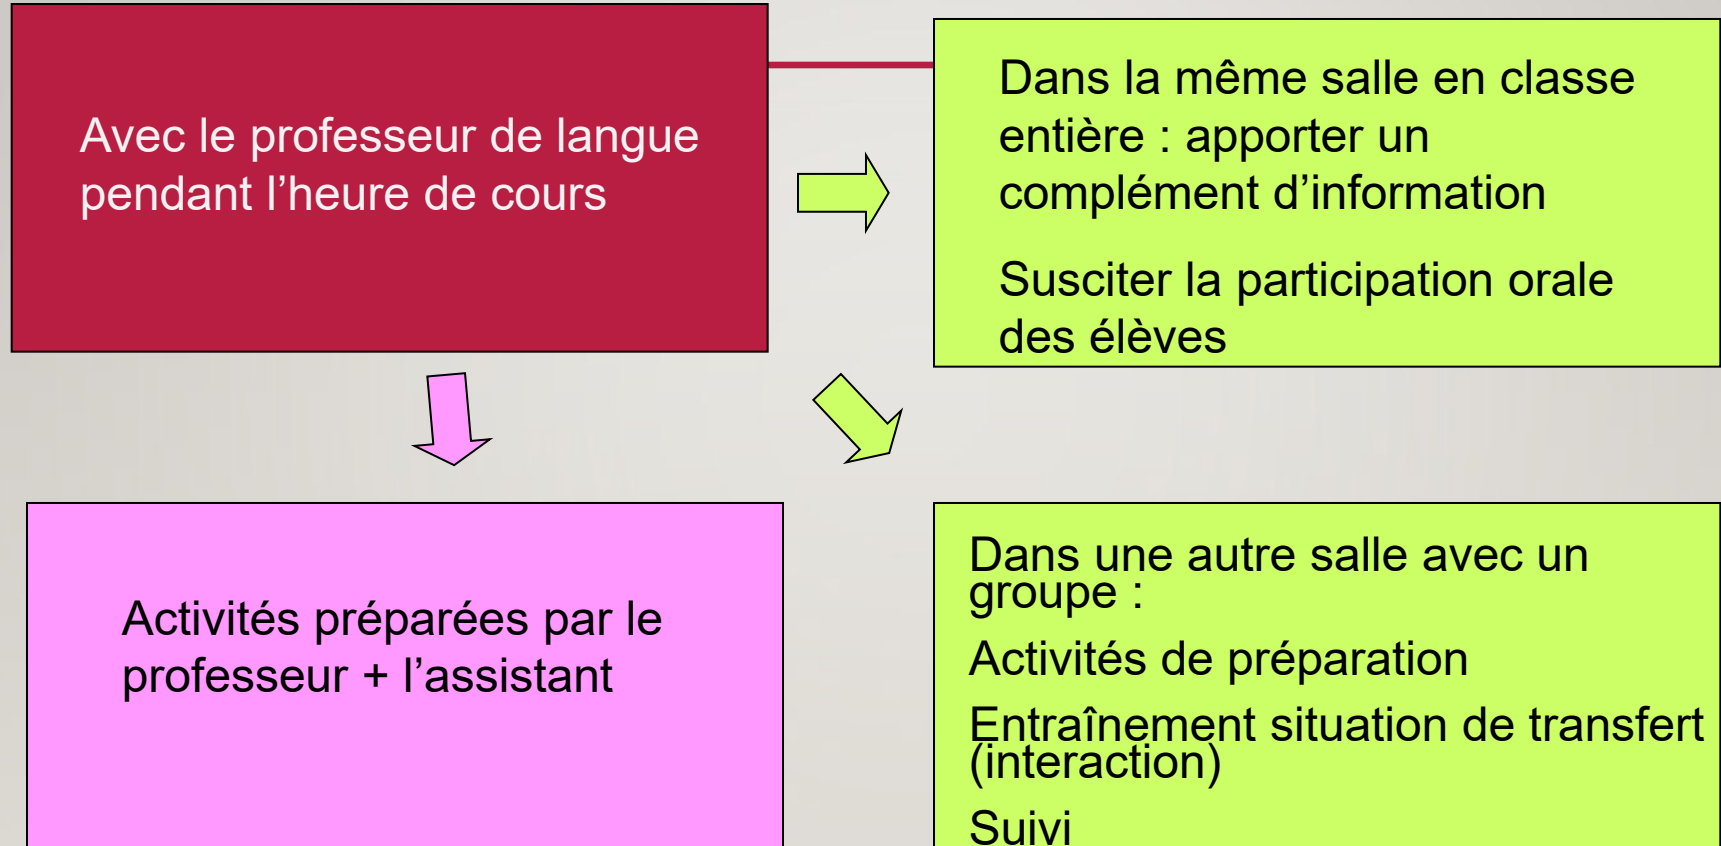 Avec le professeur de langue
pendant l’heure de cours
Dans la même salle en classe
entière : apporter un
complément d’information
Susciter la participation orale
des élèves
Activités préparées par le
professeur + l’assistant
Dans une autre salle avec un
groupe :
Activités de préparation
Entraînement situation de transfert
(interaction)
Suivi